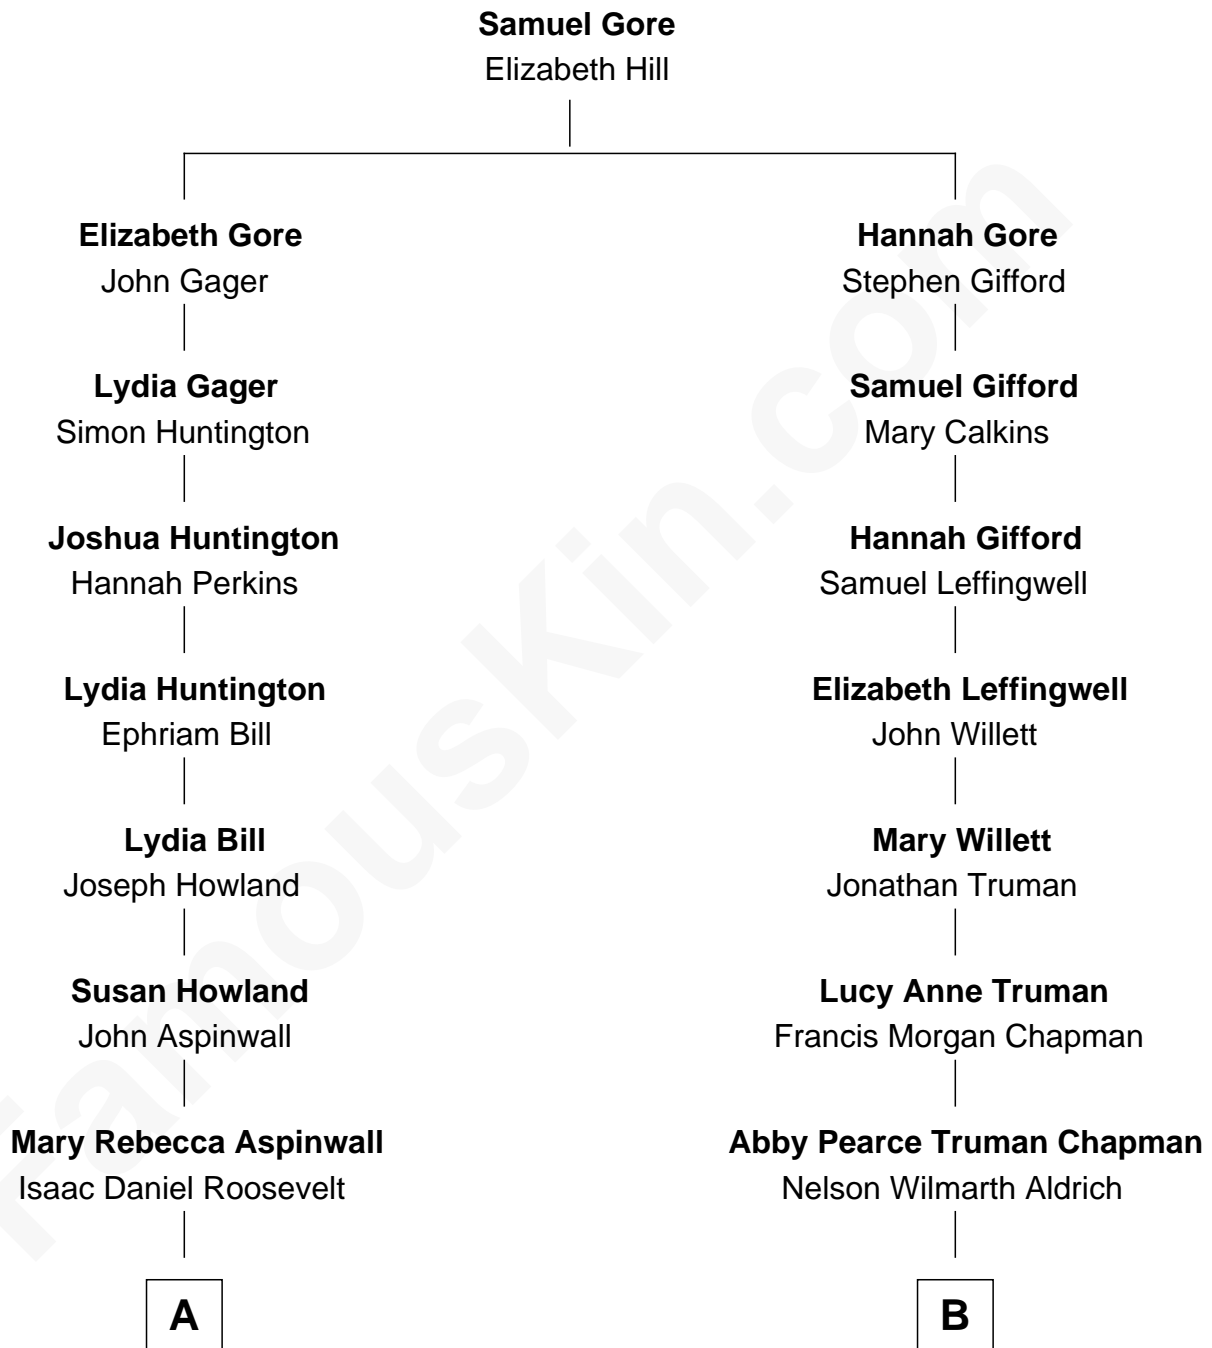 Samuel Gore
Elizabeth Hill
Elizabeth Gore
John Gager
Hannah Gore
Stephen Gifford
Lydia Gager
Simon Huntington
Samuel Gifford
Mary Calkins
Joshua Huntington
Hannah Perkins
Hannah Gifford
Samuel Leffingwell
Lydia Huntington
Ephriam Bill
Elizabeth Leffingwell
John Willett
Lydia Bill
Joseph Howland
Mary Willett
Jonathan Truman
Susan Howland
John Aspinwall
Lucy Anne Truman
Francis Morgan Chapman
Mary Rebecca Aspinwall
Isaac Daniel Roosevelt
Abby Pearce Truman Chapman
Nelson Wilmarth Aldrich
A
B
FamousKin.com